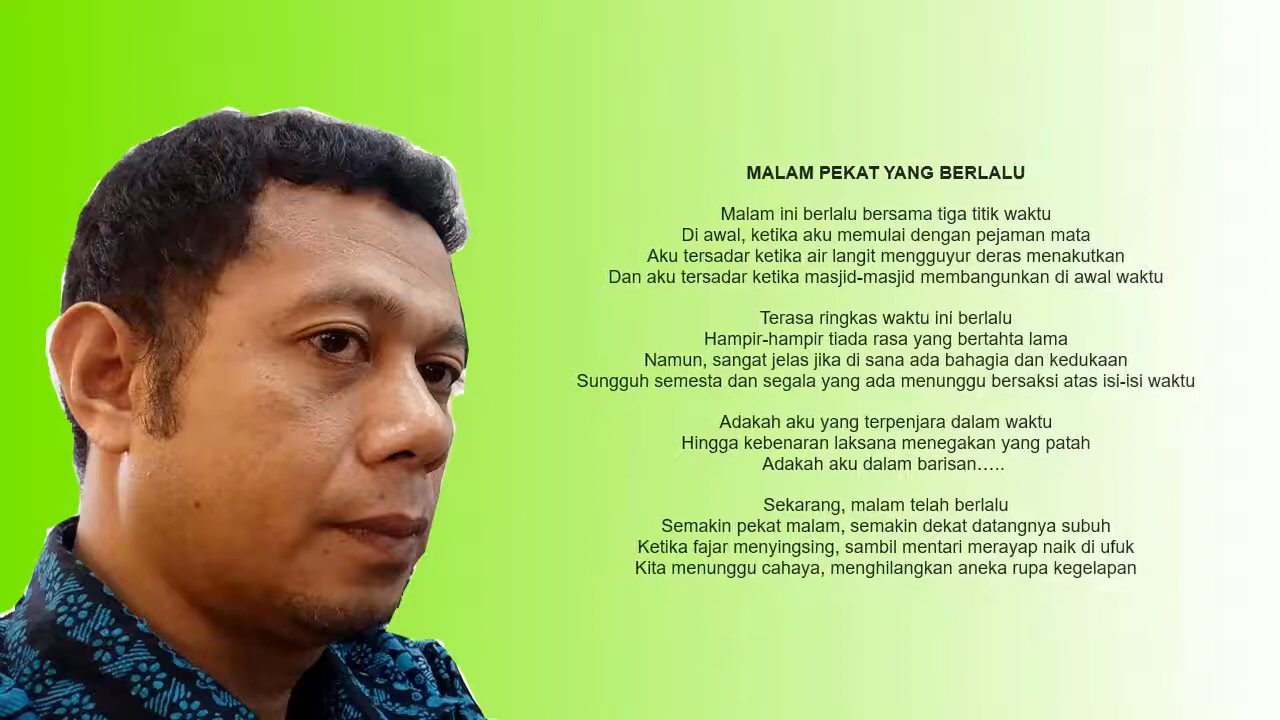 MALAM PEKAT YANG BERLALU
Malam ini berlalu bersama tiga titik waktu
Di awal, ketika aku memulai dengan pejaman mata
Aku tersadar ketika air langit mengguyur deras menakutkan
Dan aku tersadar ketika masjid-masjid membangunkan di awal waktu
Terasa ringkas waktu ini berlalu
Hampir-hampir tiada rasa yang bertahta lama
Namun, sangat jelas jika di sana ada bahagia dan kedukaan
Sungguh semesta dan segala yang ada menunggu bersaksi atas isi-isi waktu
Adakah aku yang terpenjara dalam waktu
Hingga kebenaran laksana menegakan yang patah
Adakah aku dalam barisan…..
Sekarang, malam telah berlalu
Semakin pekat malam, semakin dekat datangnya subuh
Ketika fajar menyingsing, sambil mentari merayap naik di ufuk
Kita menunggu cahaya, menghilangkan aneka rupa kegelapan